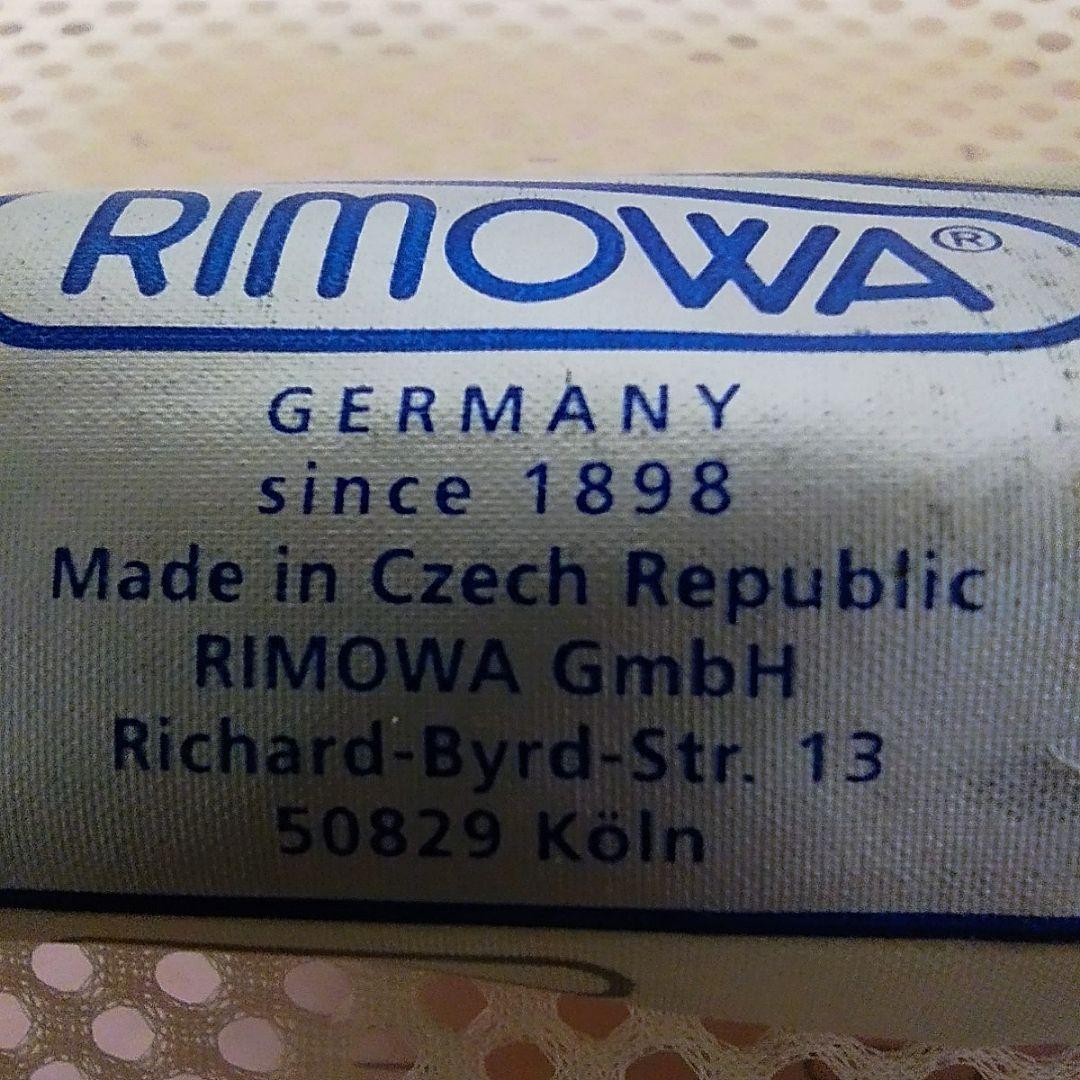 RIMOWA®
GERMANY
since 1898
Made in Czech Republic
RIMOWA GmbH
Richard-Byrd-Str. 13
50829 Köln